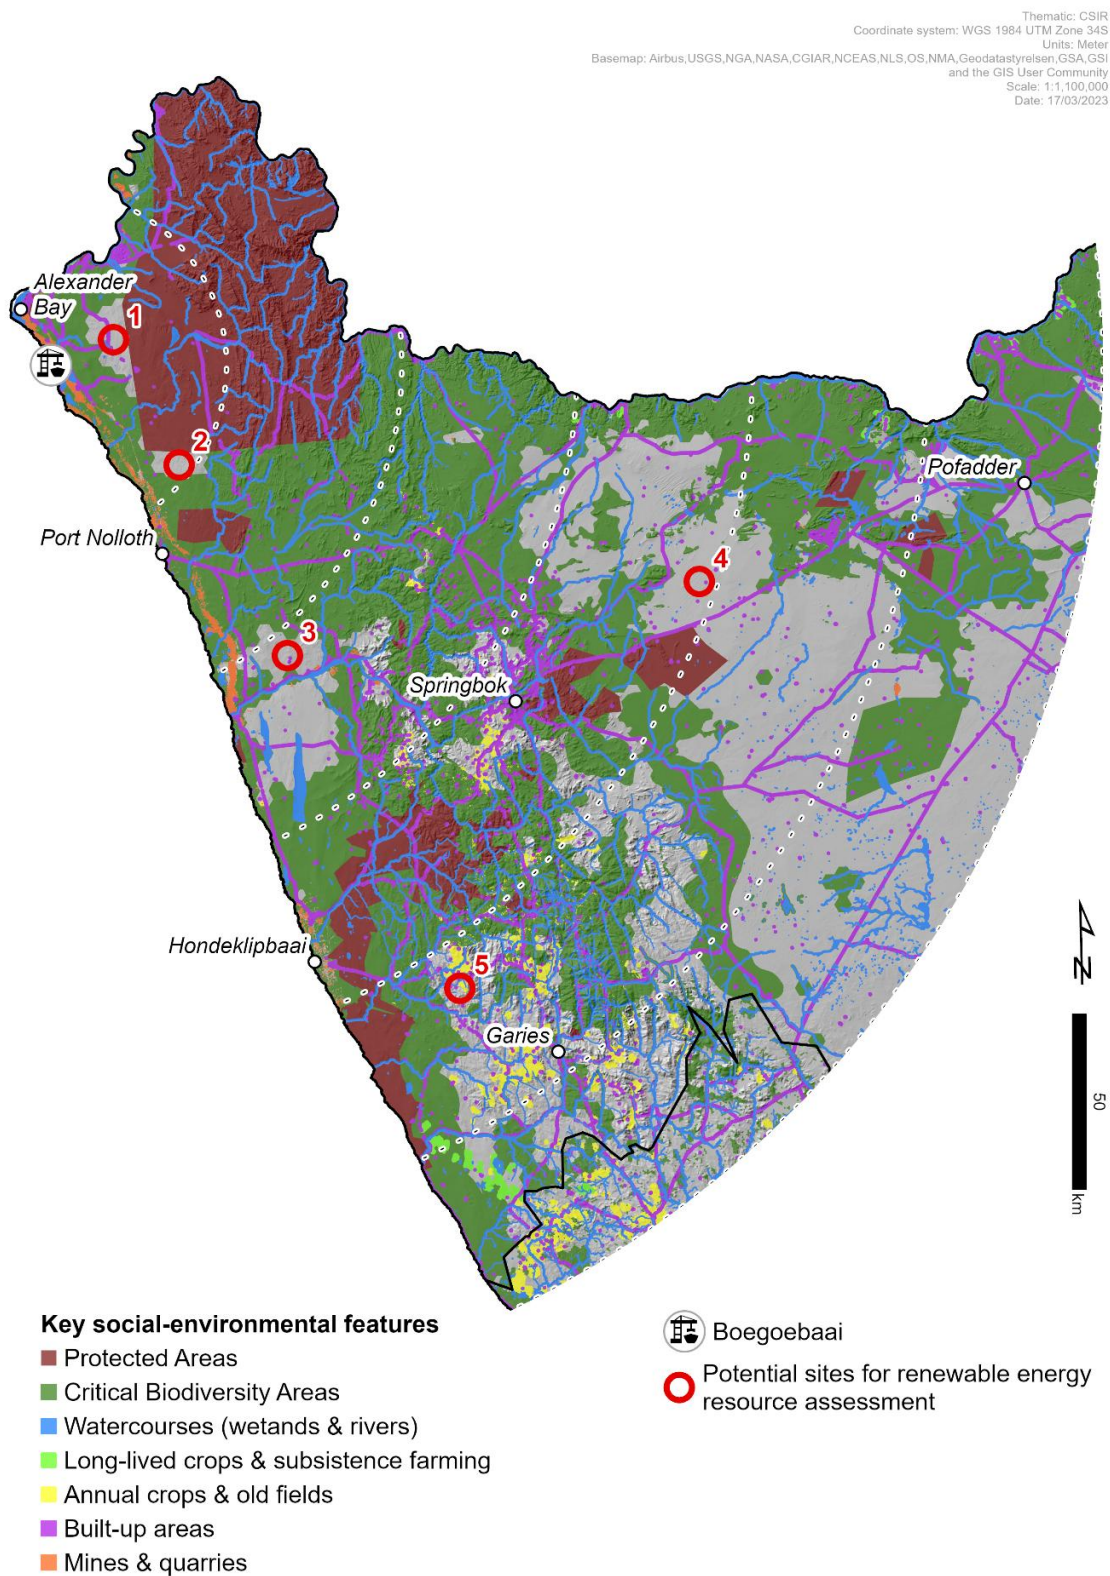 Thematic: CSIR
Coordinate system: WGS 1984 UTM Zone 34S
Units: Meter
Basemap: Airbus,USGS,NGA,NASA,CGIAR,NCEAS,NLS,OS,NMA,Geodatastyrelsen,GSA,GSI
and the GIS User Community
Scale: 1:1,100,000
Date: 17/03/2023
Alexander
Bay
1
2
Pofadder
Port Nolloth
4
3
Springbok
Hondeklipbaai
5
Garies
N
50
km
Key social-environmental features
Protected Areas
Critical Biodiversity Areas
Watercourses (wetands & rivers)
Long-lived crops & subsistence farming
Annual crops & old fields
Built-up areas
Mines & quarries
Boegoebaai
Potential sites for renewable energy
resource assessment